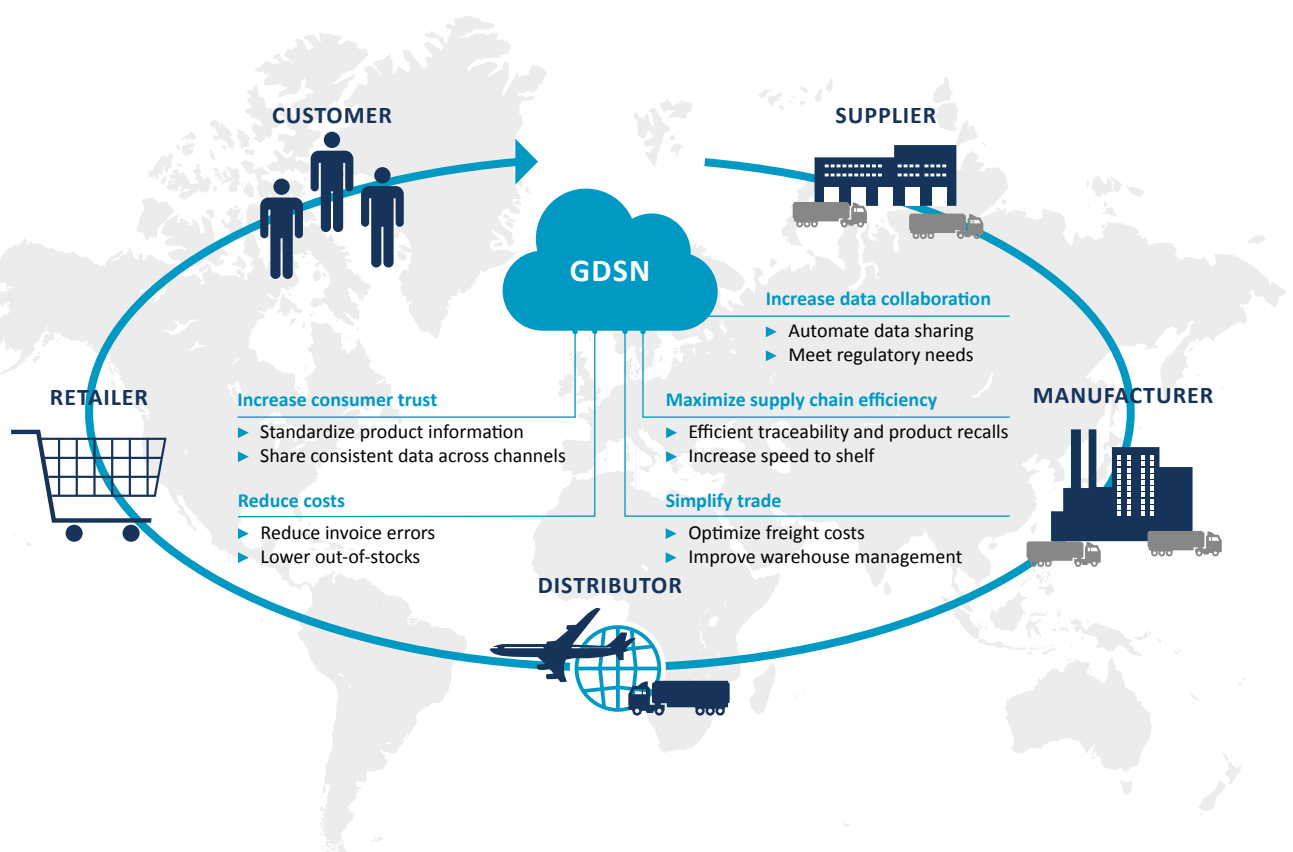 CUSTOMER
SUPPLIER
GDSN
Increase data collaboration
Automate data sharing
Meet regulatory needs
RETAILER
MANUFACTURER
Increase consumer trust
Standardize product information
Share consistent data across channels
Maximize supply chain efficiency
Efficient traceability and product recalls
Increase speed to shelf
Reduce costs
Reduce invoice errors
Lower out-of-stocks
Simplify trade
Optimize freight costs
Improve warehouse management
DISTRIBUTOR